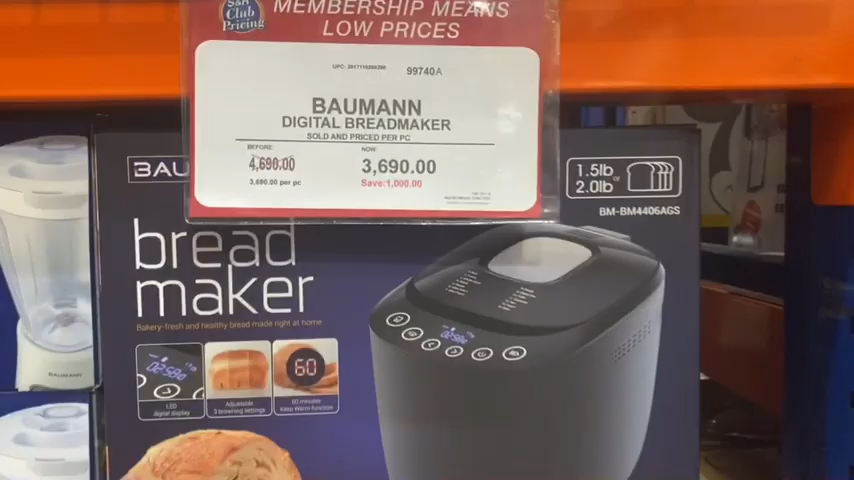 S&R
Club
Pricing
MEMBERSHIP MEANS
LOW PRICES
99740A
BAUMANN
DIGITAL BREADMAKER
SOLD AND PRICED PER PC
BEFORE:
4,690.00
3,690.00 per pc
NOW:
3,690.00
Save:1,000.00
BAU
1.5lb
or
2.0lb
BM-BM4406AGS
bread
maker
Bakery-fresh and healthy bread made right at home
LED
digital display
Adjustable
3 browning settings
60
60 minutes
Keep Warm function
BAUMANN